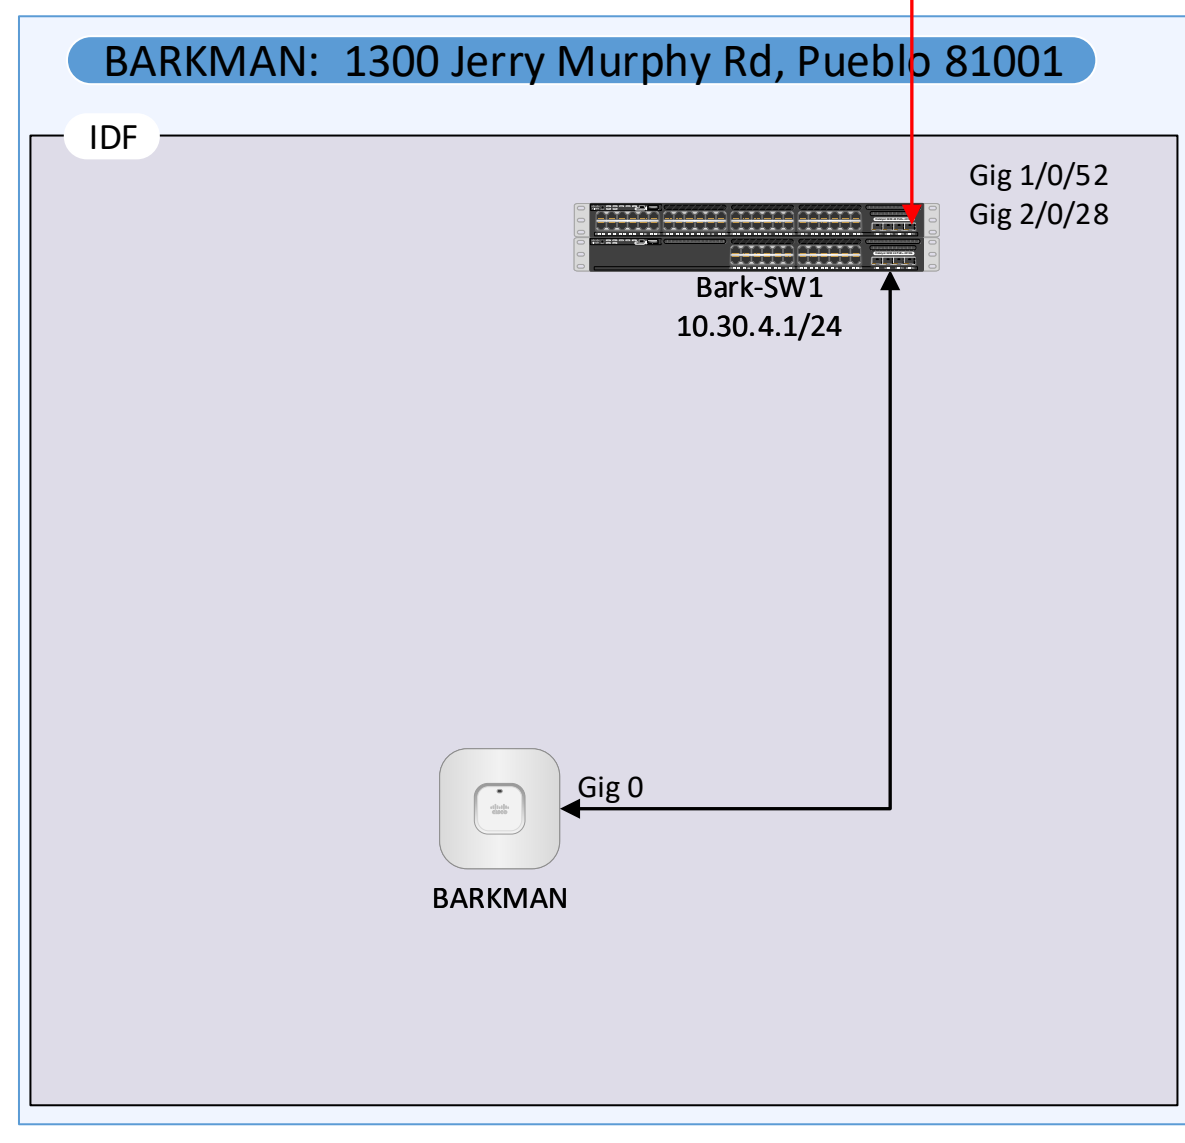 BARKMAN: 1300 Jerry Murphy Rd, Pueblo 81001
IDF
Gig 1/0/52
Gig 2/0/28
Bark-SW1
10.30.4.1/24
Gig 0
BARKMAN